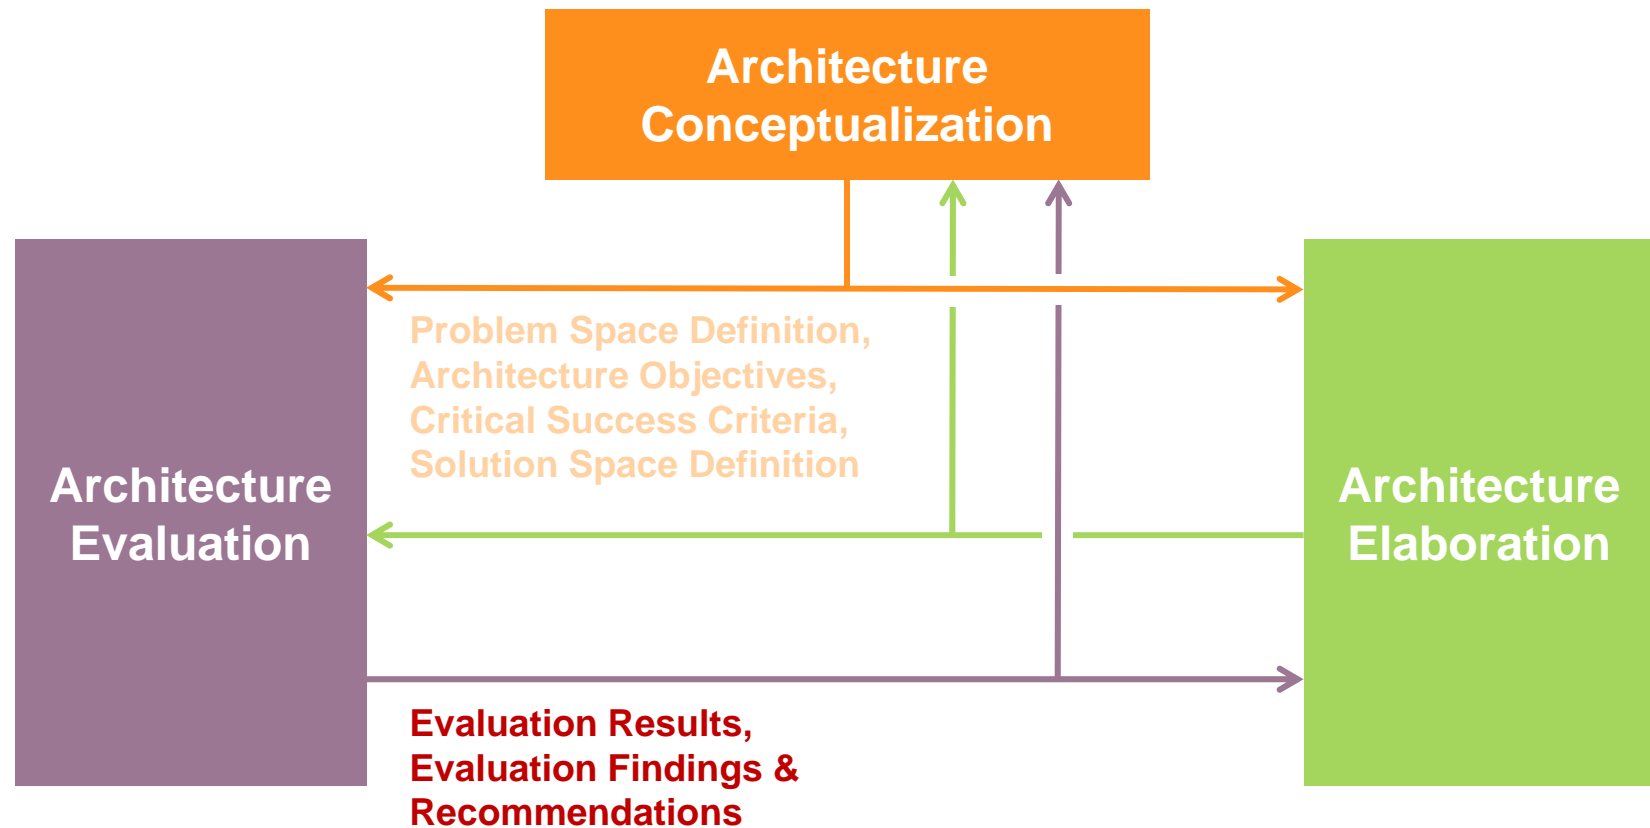 Architecture
Conceptualization
Problem Space Definition,
Architecture Objectives,
Critical Success Criteria,
Solution Space Definition
Architecture
Evaluation
Architecture
Elaboration
Evaluation Results,
Evaluation Findings &
Recommendations